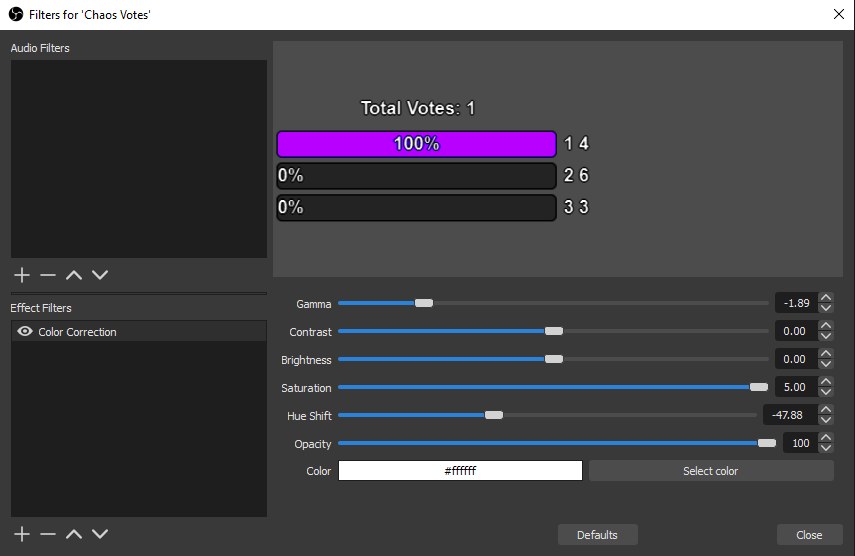 Filters for 'Chaos Votes'
Audio Filters
Total Votes: 1
100% 1 4
0% 2 6
0% 3 3
Effect Filters
Color Correction
Gamma -1.89
Contrast 0.00
Brightness 0.00
Saturation 5.00
Hue Shift -47.88
Opacity 100
Color #ffffff Select color
Defaults Close